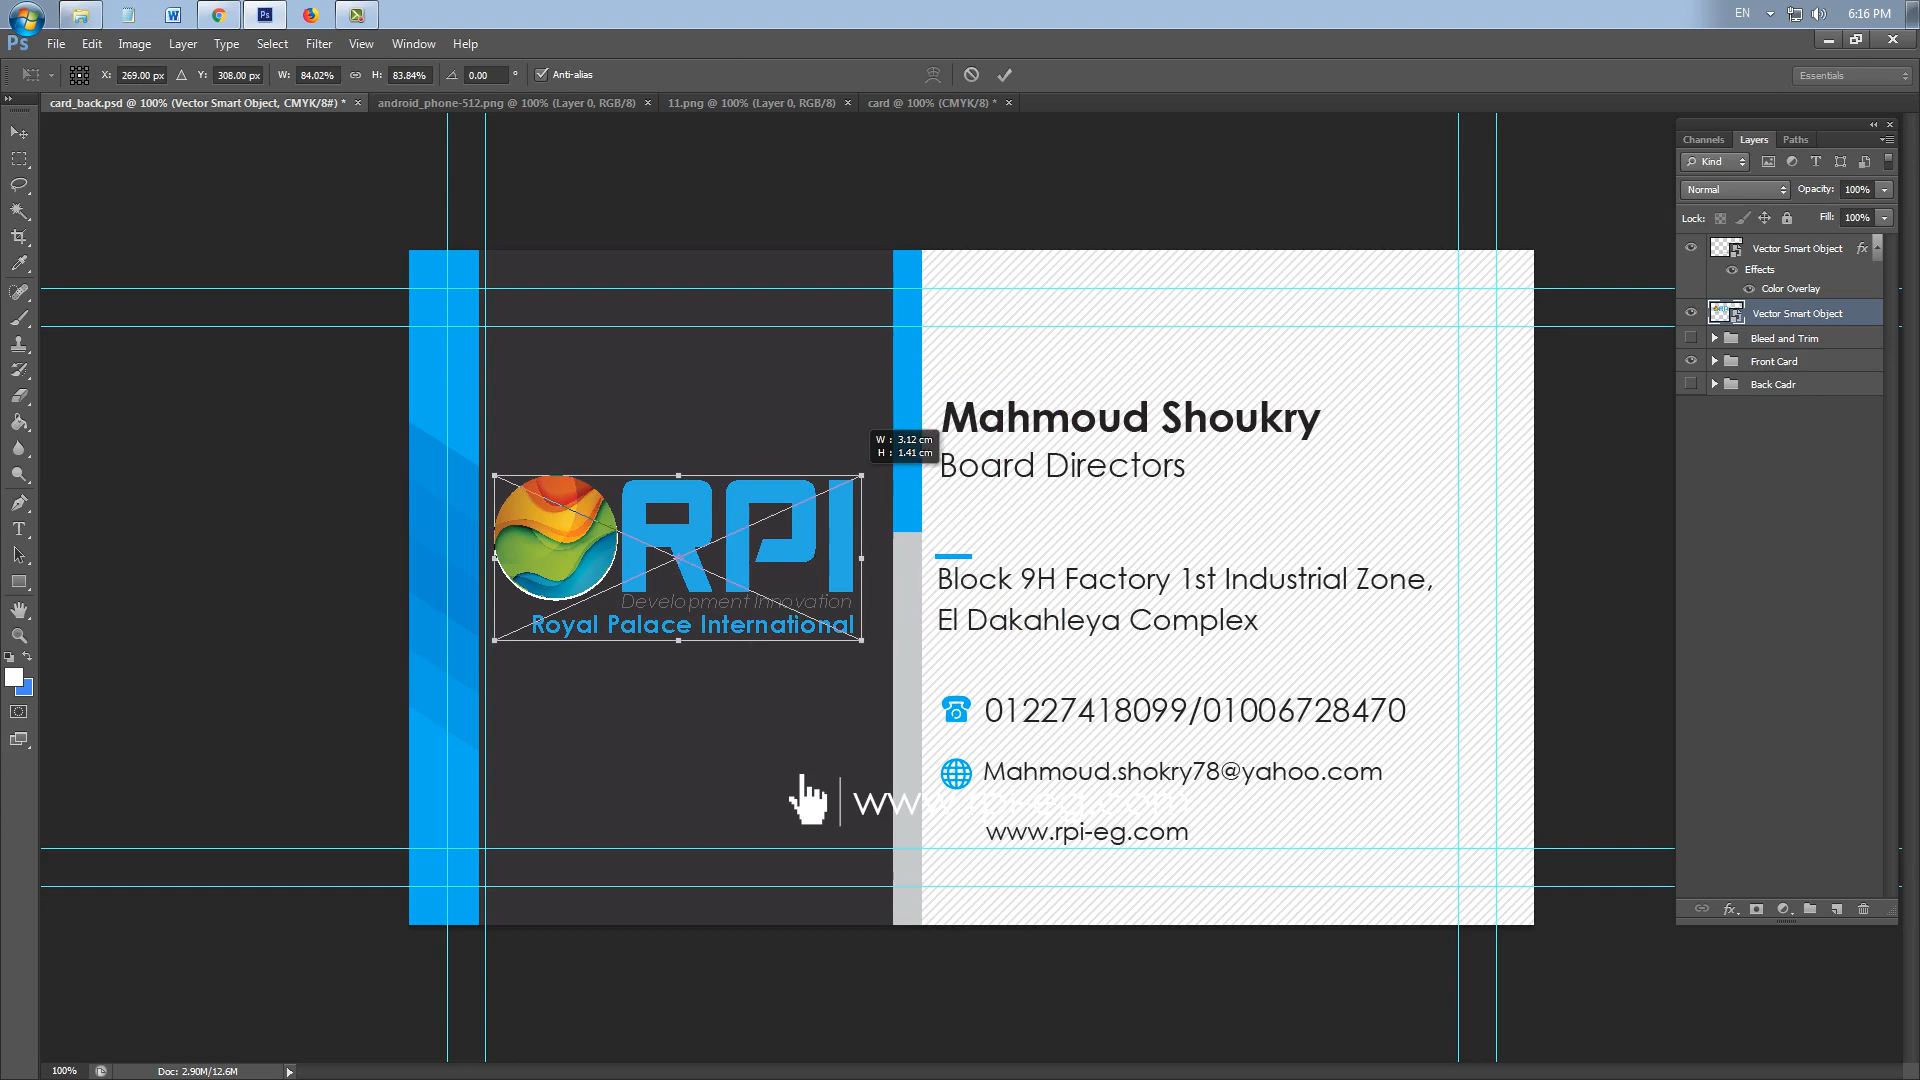 EN
6:16 PM
Ps
File Edit Image Layer Type Select Filter View Window Help
X: 269.00 px Y: 308.00 px W: 84.02% H: 83.84% 0.00 ° Anti-alias
Essentials
card_back.psd @ 100% (Vector Smart Object, CMYK/8#) * ×
android_phone-512.png @ 100% (Layer 0, RGB/8) ×
11.png @ 100% (Layer 0, RGB/8) ×
card @ 100% (CMYK/8) * ×
Channels Layers Paths
Kind
Normal Opacity: 100%
Lock: Fill: 100%
Vector Smart Object fx
Effects
Color Overlay
Vector Smart Object
Bleed and Trim
Front Card
Back Cadr
W : 3.12 cm
H : 1.41 cm
RPI
Development Innovation
Royal Palace International
Mahmoud Shoukry
Board Directors
Block 9H Factory 1st Industrial Zone,
El Dakahleya Complex
01227418099/01006728470
Mahmoud.shokry78@yahoo.com
www.rpi-eg.com
www.rpi-eg.com
100% Doc: 2.90M/12.6M